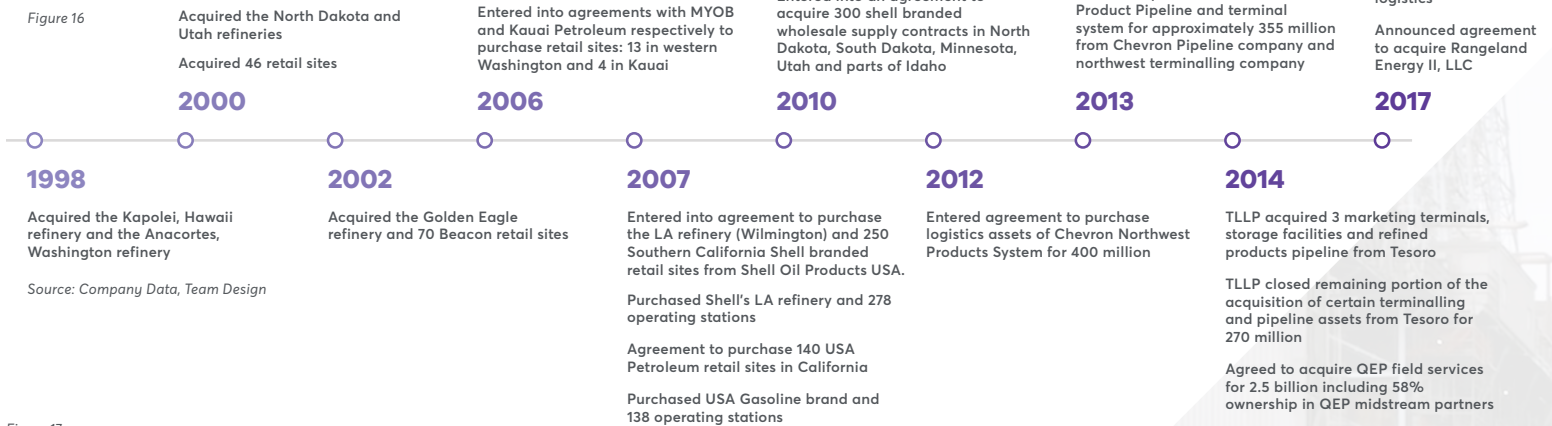 Figure 16
Acquired the North Dakota and
Utah refineries
Acquired 46 retail sites
2000
Entered into agreements with MYOB
and Kauai Petroleum respectively to
purchase retail sites: 13 in western
Washington and 4 in Kauai
2006
acquire 300 shell branded
wholesale supply contracts in North
Dakota, South Dakota, Minnesota,
Utah and parts of Idaho
2010
Product Pipeline and terminal
system for approximately 355 million
from Chevron Pipeline company and
northwest terminalling company
2013
Announced agreement
to acquire Rangeland
Energy II, LLC
2017
1998
Acquired the Kapolei, Hawaii
refinery and the Anacortes,
Washington refinery
Source: Company Data, Team Design
2002
Acquired the Golden Eagle
refinery and 70 Beacon retail sites
2007
Entered into agreement to purchase
the LA refinery (Wilmington) and 250
Southern California Shell branded
retail sites from Shell Oil Products USA.
Purchased Shell's LA refinery and 278
operating stations
Agreement to purchase 140 USA
Petroleum retail sites in California
Purchased USA Gasoline brand and
138 operating stations
2012
Entered agreement to purchase
logistics assets of Chevron Northwest
Products System for 400 million
2014
TLLP acquired 3 marketing terminals,
storage facilities and refined
products pipeline from Tesoro
TLLP closed remaining portion of the
acquisition of certain terminalling
and pipeline assets from Tesoro for
270 million
Agreed to acquire QEP field services
for 2.5 billion including 58%
ownership in QEP midstream partners